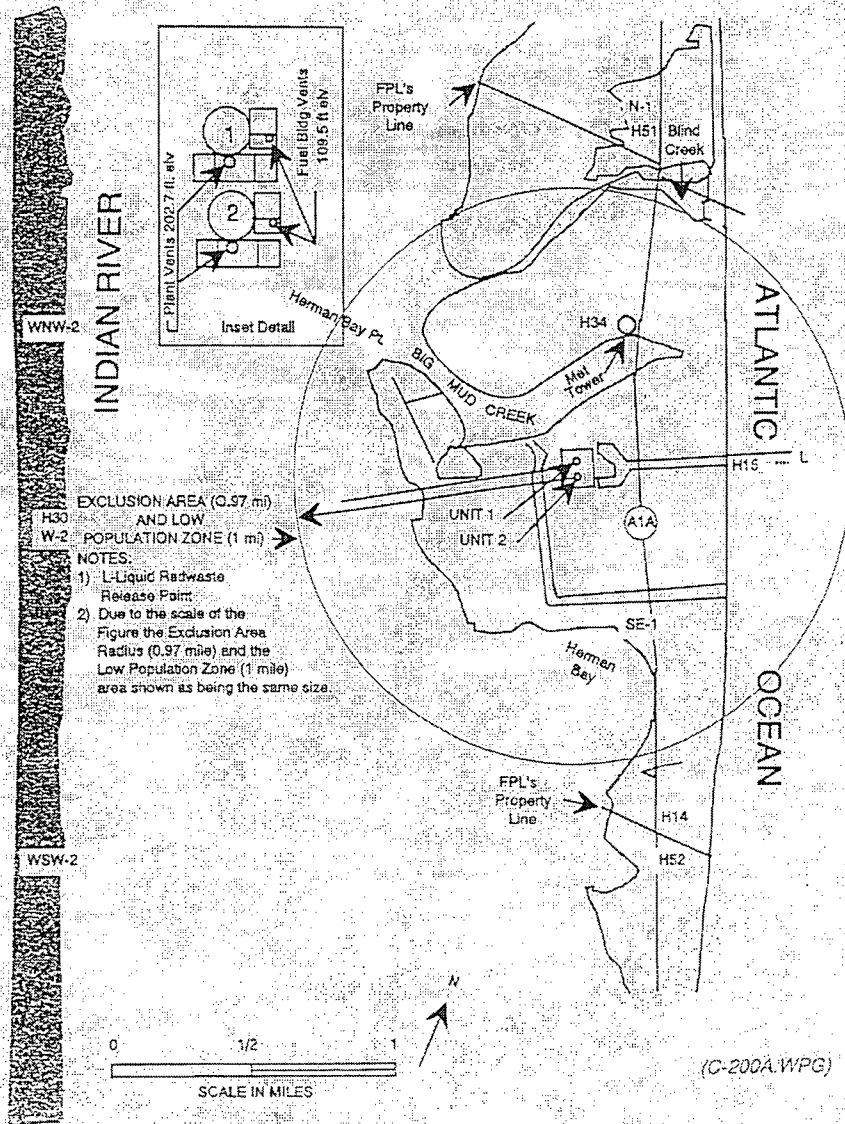 Plant Vents 202.7 ft. elv
1
2
Fuel Bldg Vents
109.5 ft elv
Inset Detail
FPL's
Property
Line
N-1
H51
Blind
Creek
INDIAN RIVER
WNW-2
Herman Bay Pt.
BIG MUD CREEK
H34
Met
Tower
ATLANTIC
H15
L
UNIT 1
UNIT 2
A1A
H33
W-2
EXCLUSION AREA (0.97 mi)
AND LOW
POPULATION ZONE (1 mi)
NOTES:
1) L-Liquid Radwaste
Release Point
2) Due to the scale of the
Figure the Exclusion Area
Radius (0.97 mile) and the
Low Population Zone (1 mile)
area shown as being the same size.
SE-1
Herman
Bay
OCEAN
FPL's
Property
Line
H14
H52
WSW-2
N
0
1/2
1
SCALE IN MILES
(C-200A.WPG)